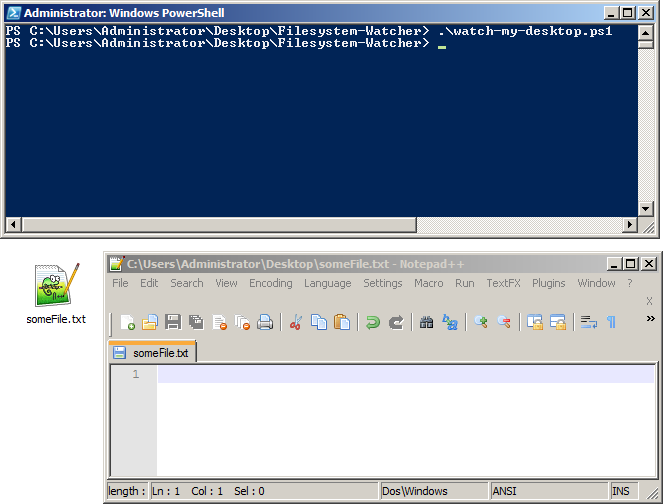 Administrator: Windows PowerShell
PS C:\Users\Administrator\Desktop\Filesystem-Watcher> .\watch-my-desktop.ps1
PS C:\Users\Administrator\Desktop\Filesystem-Watcher> _
someFile.txt
C:\Users\Administrator\Desktop\someFile.txt - Notepad++
File Edit Search View Encoding Language Settings Macro Run TextFX Plugins Window ?
X
»
someFile.txt
1
length : Ln : 1 Col : 1 Sel : 0 Dos\Windows ANSI INS